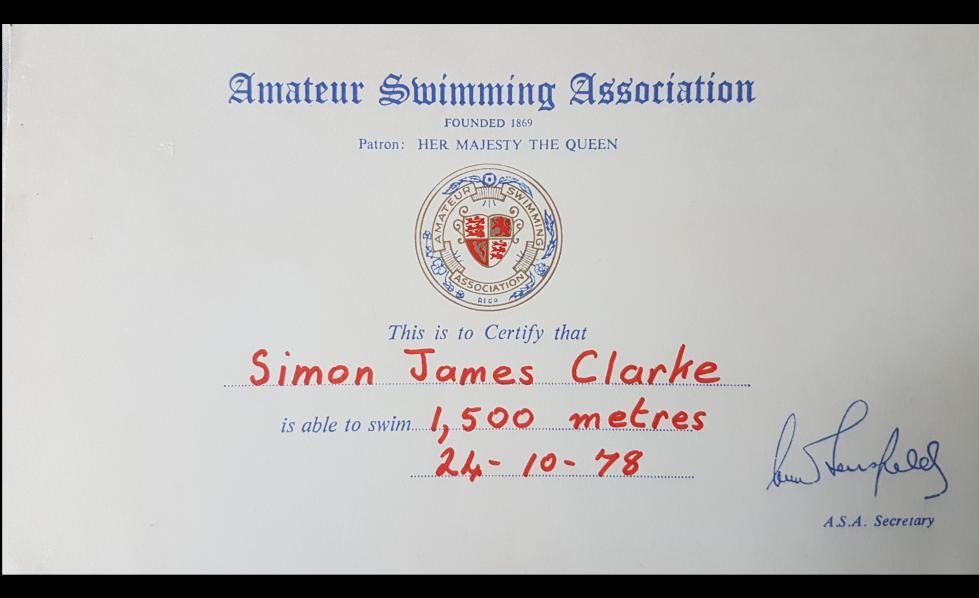 Amateur Swimming Association
FOUNDED 1869
Patron: HER MAJESTY THE QUEEN
AMATEUR SWIMMING
ASSOCIATION
REGD
This is to Certify that
Simon James Clarke
is able to swim 1,500 metres
24-10-78
A.S.A. Secretary